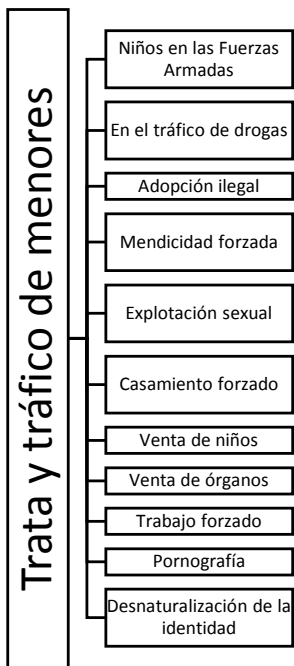 Trata y tráfico de menores
Niños en las Fuerzas
Armadas
En el tráfico de drogas
Adopción ilegal
Mendicidad forzada
Explotación sexual
Casamiento forzado
Venta de niños
Venta de órganos
Trabajo forzado
Pornografía
Desnaturalización de la
identidad